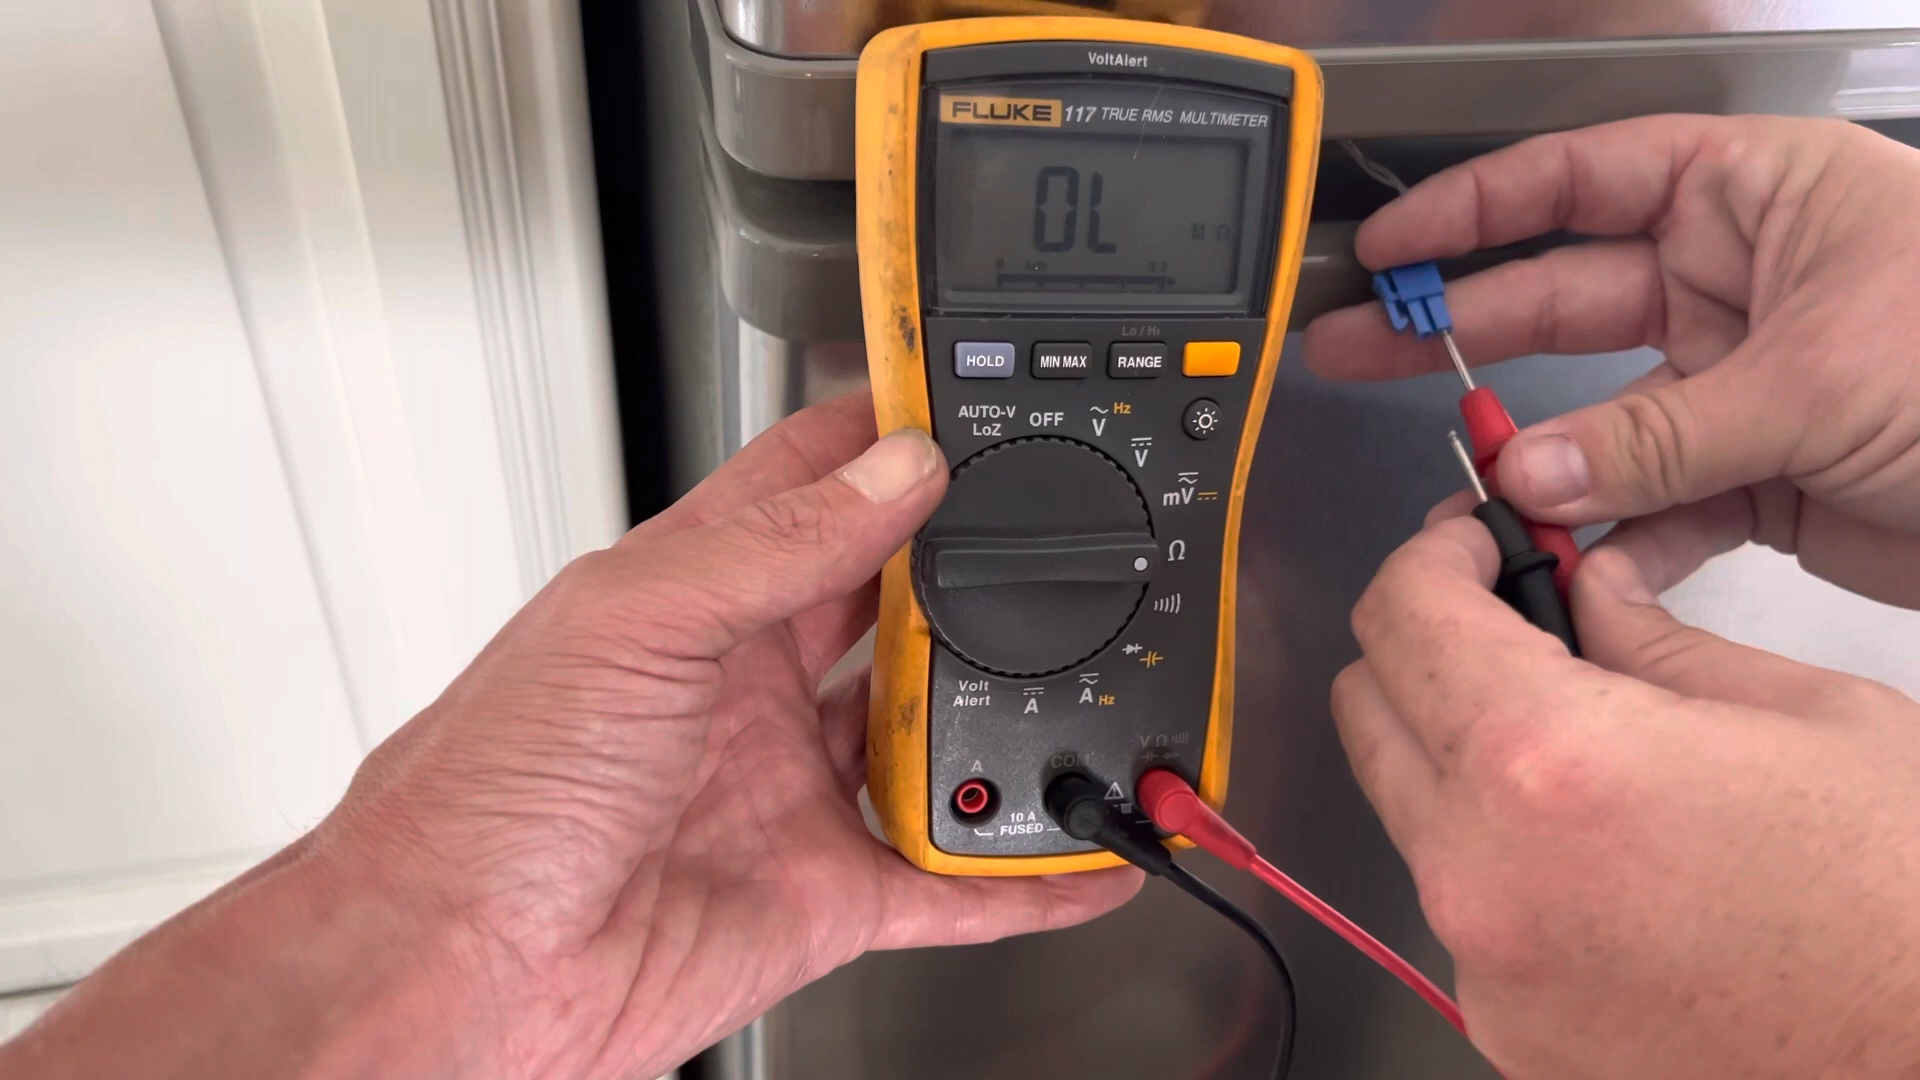 VoltAlert
FLUKE 117 TRUE RMS MULTIMETER
OL
M Ω
0
Lo / Hi
HOLD MIN MAX RANGE
AUTO-V
LoZ
OFF
V Hz
V
mV
Ω
Volt
Alert
A
A Hz
A
COM
V Ω
10 A
FUSED